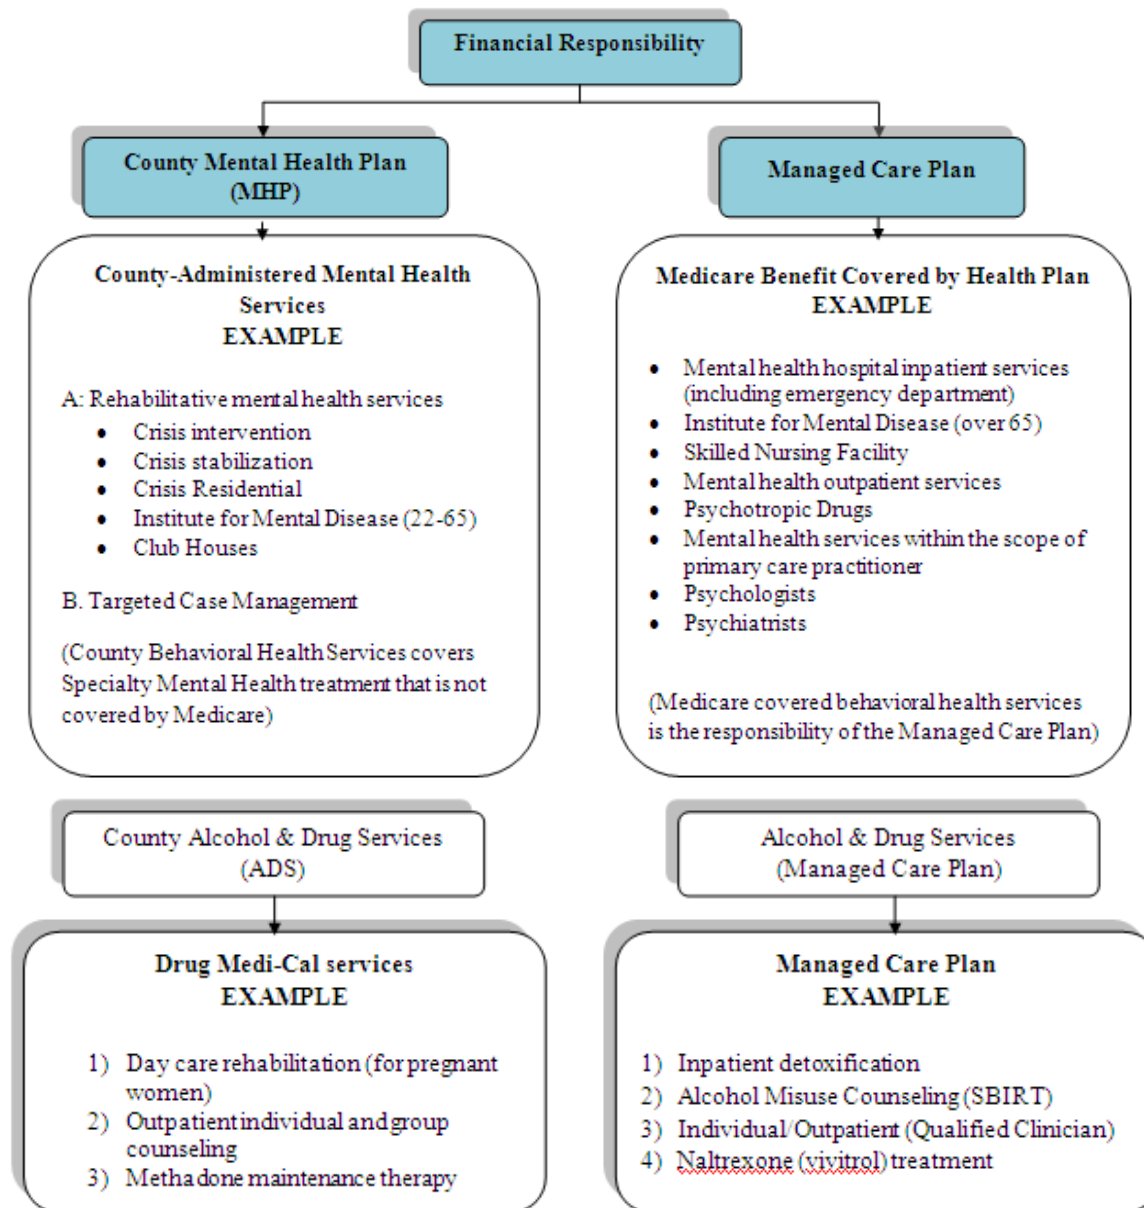 Financial Responsibility
County Mental Health Plan
(MHP)
County-Administered Mental Health
Services
EXAMPLE
A: Rehabilitative mental health services
• Crisis intervention
• Crisis stabilization
• Crisis Residential
• Institute for Mental Disease (22-65)
• Club Houses
B. Targeted Case Management
(County Behavioral Health Services covers
Specialty Mental Health treatment that is not
covered by Medicare)
Managed Care Plan
Medicare Benefit Covered by Health Plan
EXAMPLE
• Mental health hospital inpatient services
(including emergency department)
• Institute for Mental Disease (over 65)
• Skilled Nursing Facility
• Mental health outpatient services
• Psychotropic Drugs
• Mental health services within the scope of
primary care practitioner
• Psychologists
• Psychiatrists
(Medicare covered behavioral health services
is the responsibility of the Managed Care Plan)
County Alcohol & Drug Services
(ADS)
Drug Medi-Cal services
EXAMPLE
1) Day care rehabilitation (for pregnant
women)
2) Outpatient individual and group
counseling
3) Methadone maintenance therapy
Alcohol & Drug Services
(Managed Care Plan)
Managed Care Plan
EXAMPLE
1) Inpatient detoxification
2) Alcohol Misuse Counseling (SBIRT)
3) Individual/Outpatient (Qualified Clinician)
4) Naltrexone (vivitrol) treatment